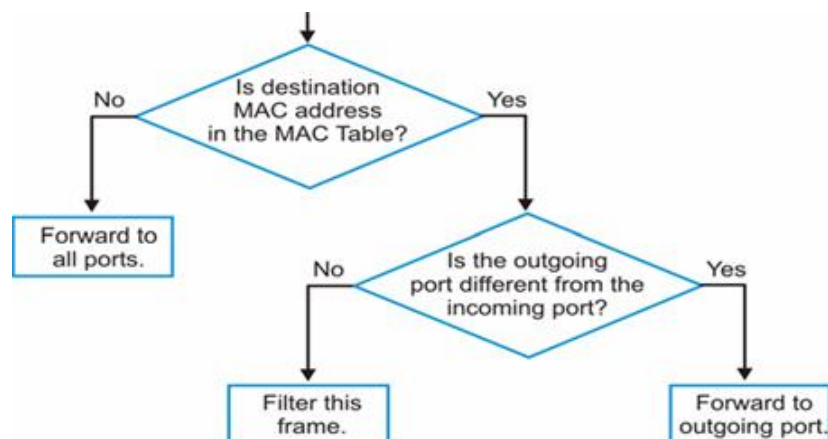 Is destination
MAC address
in the MAC Table?
No
Yes
Forward to
all ports.
Is the outgoing
port different from the
incoming port?
No
Yes
Filter this
frame.
Forward to
outgoing port.